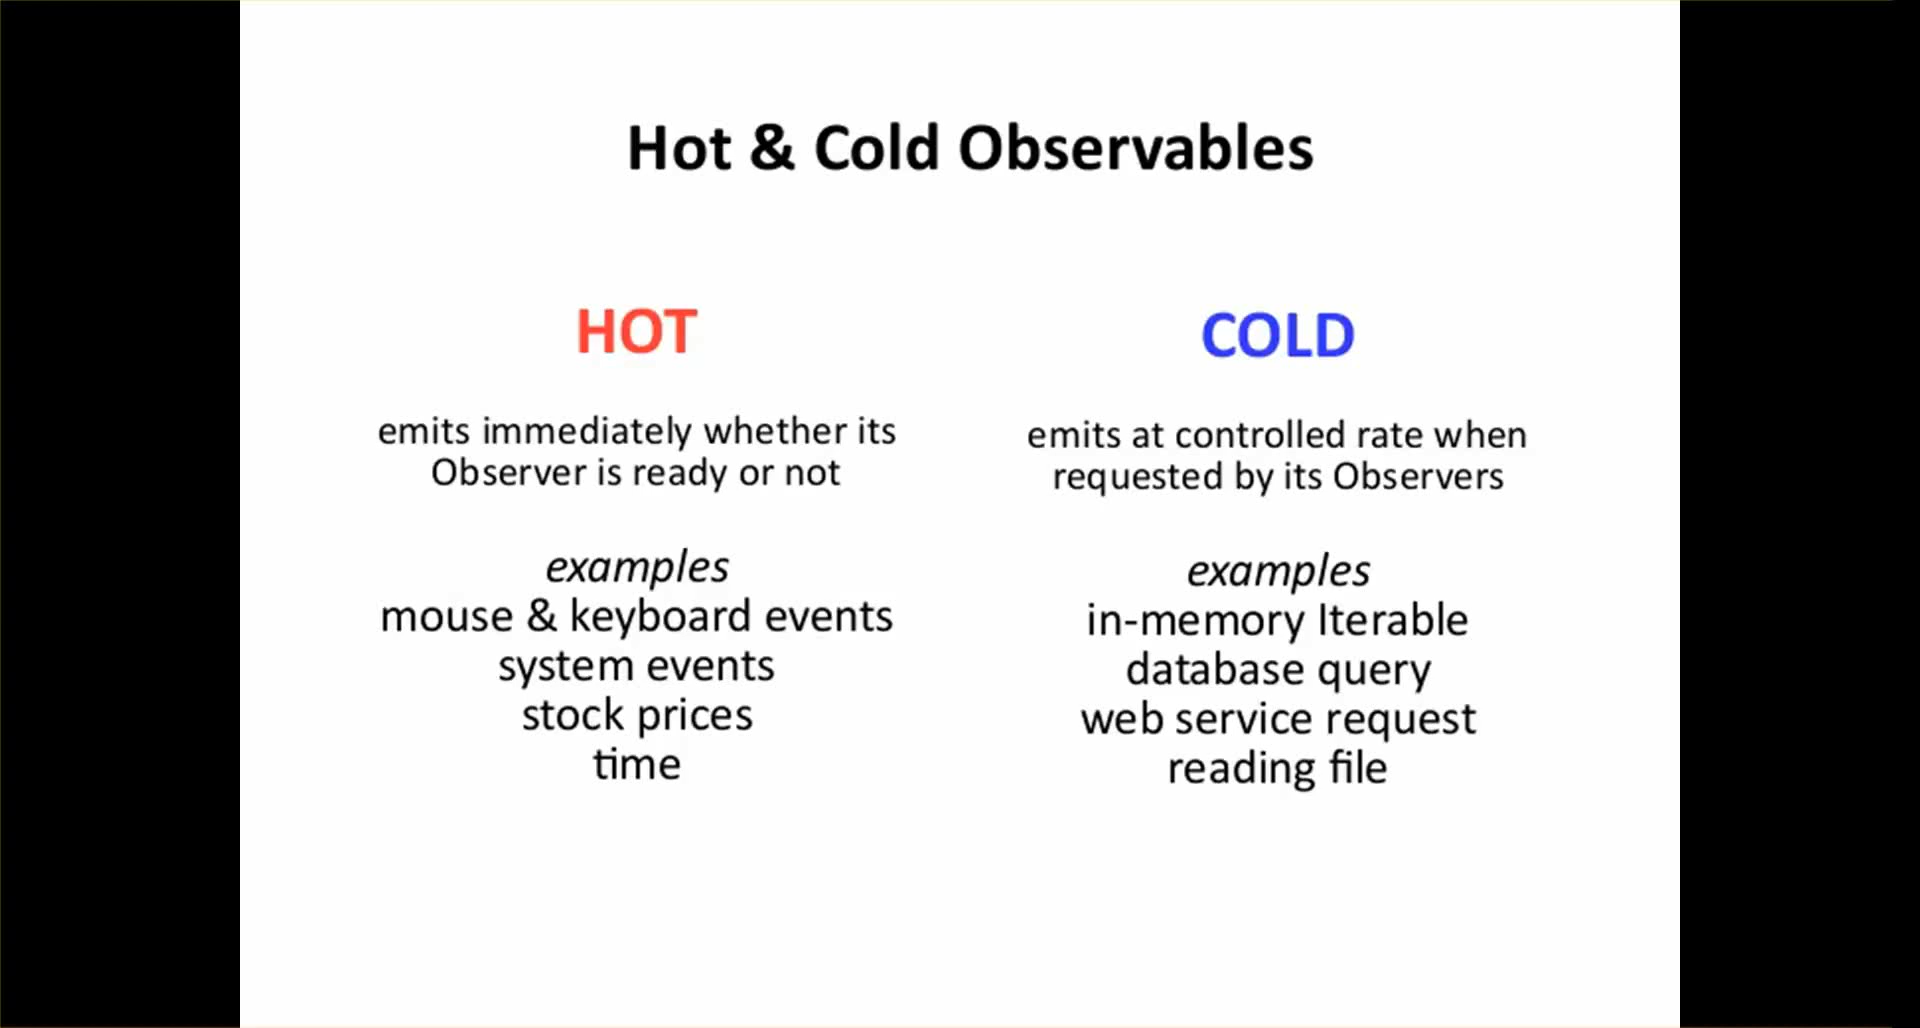 Hot & Cold Observables
HOT
emits immediately whether its
Observer is ready or not
examples
mouse & keyboard events
system events
stock prices
time
COLD
emits at controlled rate when
requested by its Observers
examples
in-memory Iterable
database query
web service request
reading file